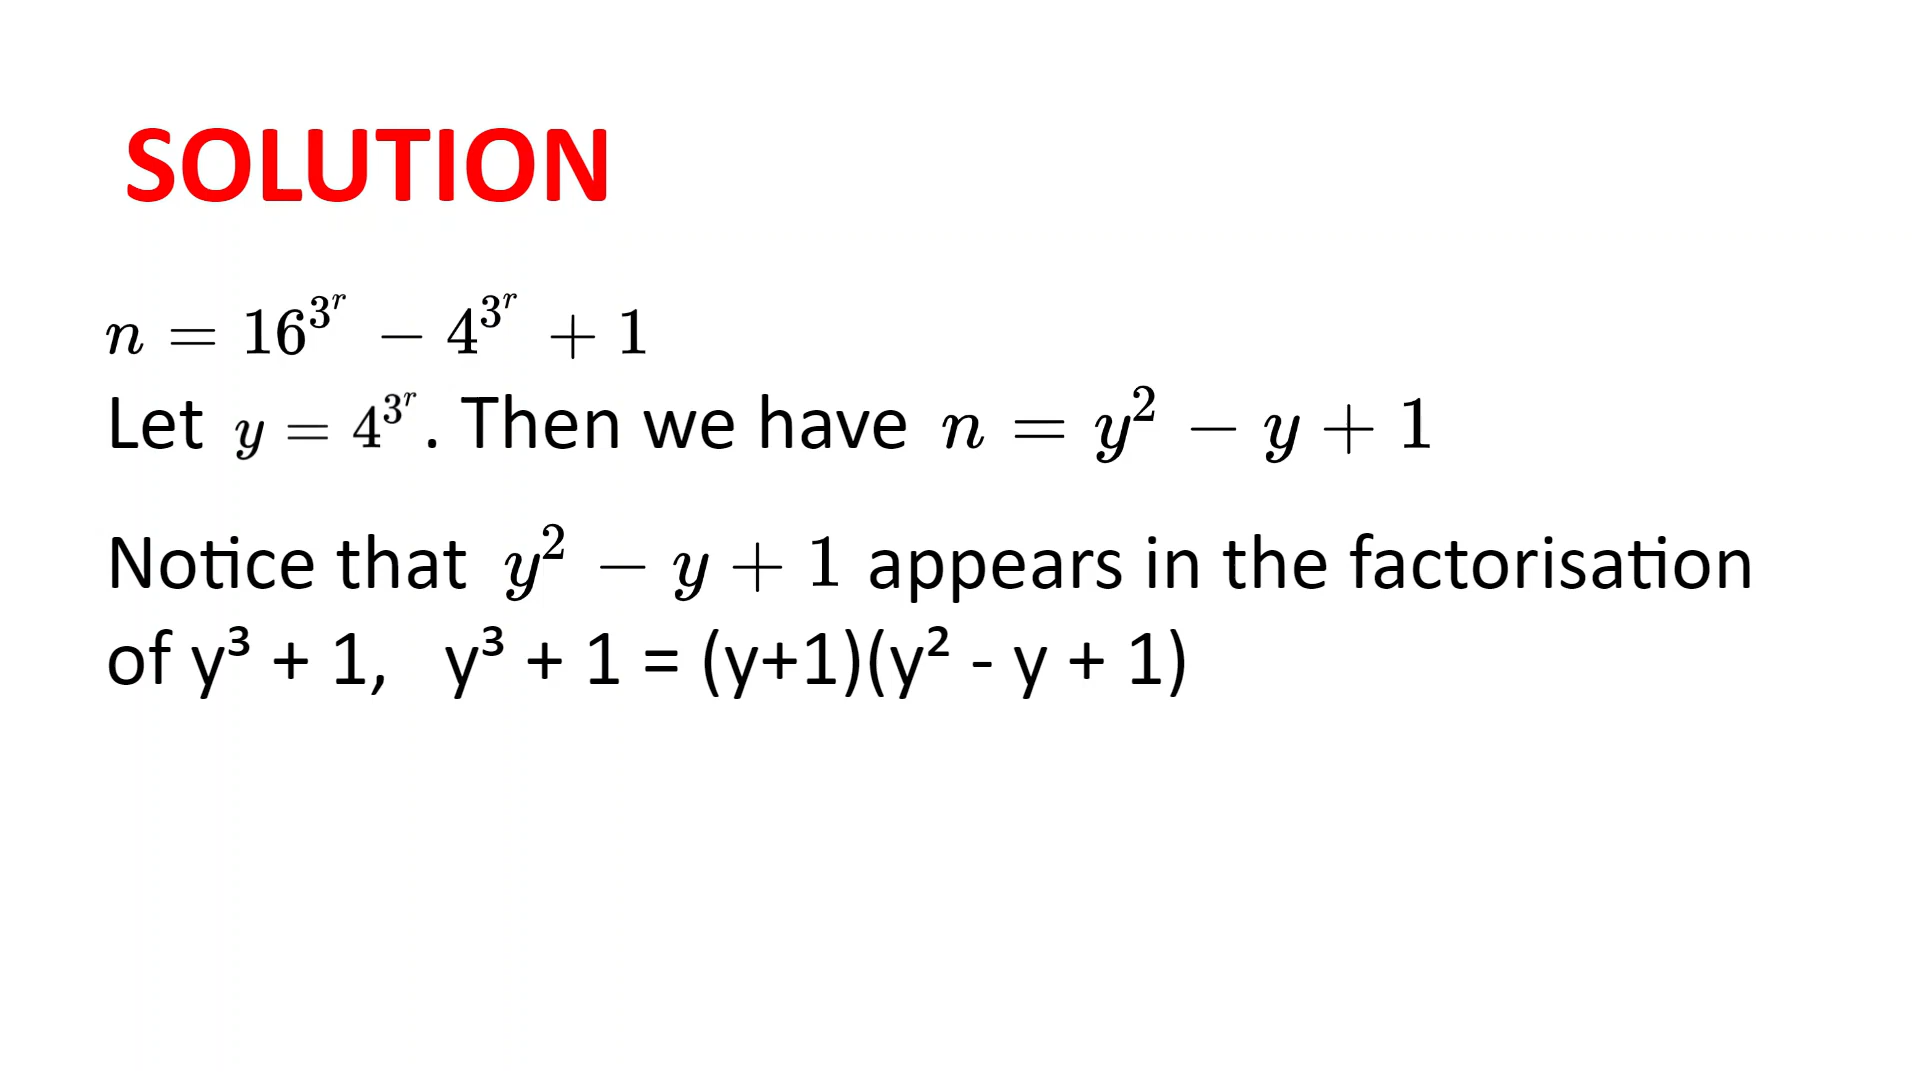 SOLUTION
n = 16^{3^r} − 4^{3^r} + 1
Let y = 4^{3^r}. Then we have n = y² − y + 1
Notice that y² − y + 1 appears in the factorisation
of y³ + 1, y³ + 1 = (y+1)(y² - y + 1)